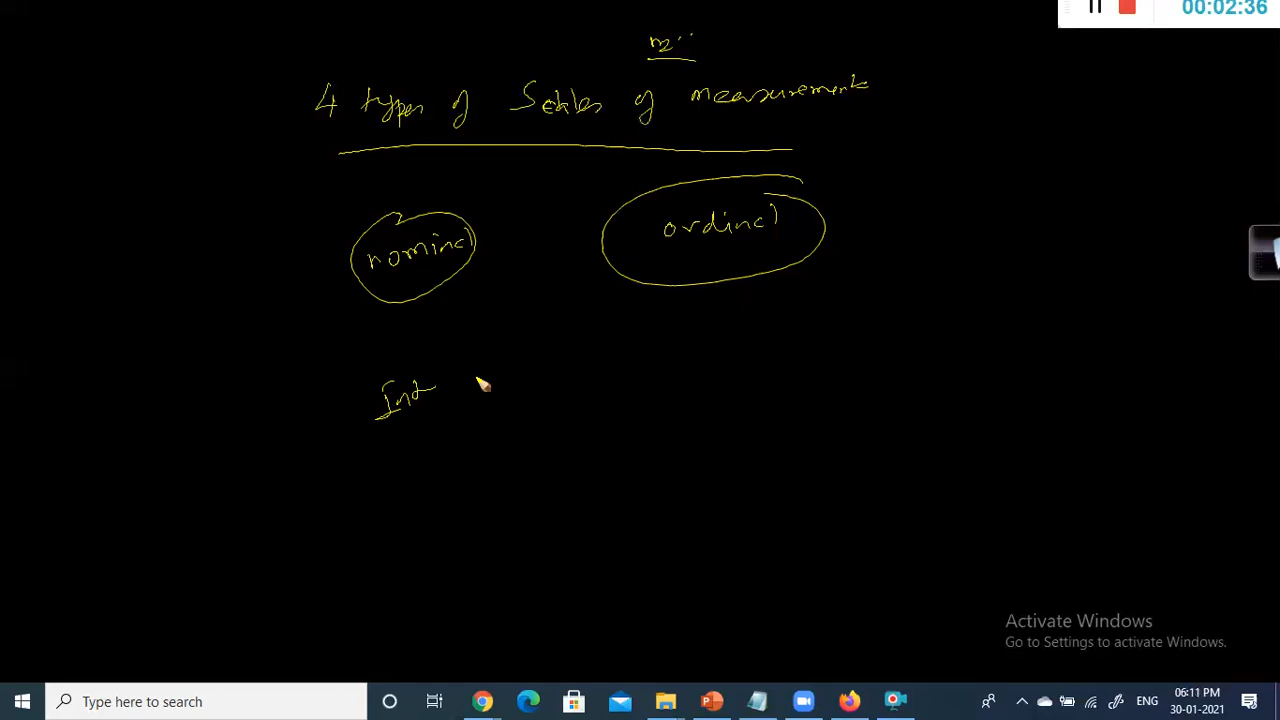 00:02:36
4 types of Scales of measurement
nominal
ordinal
Int
Activate Windows
Go to Settings to activate Windows.
Type here to search
ENG
06:11 PM
30-01-2021